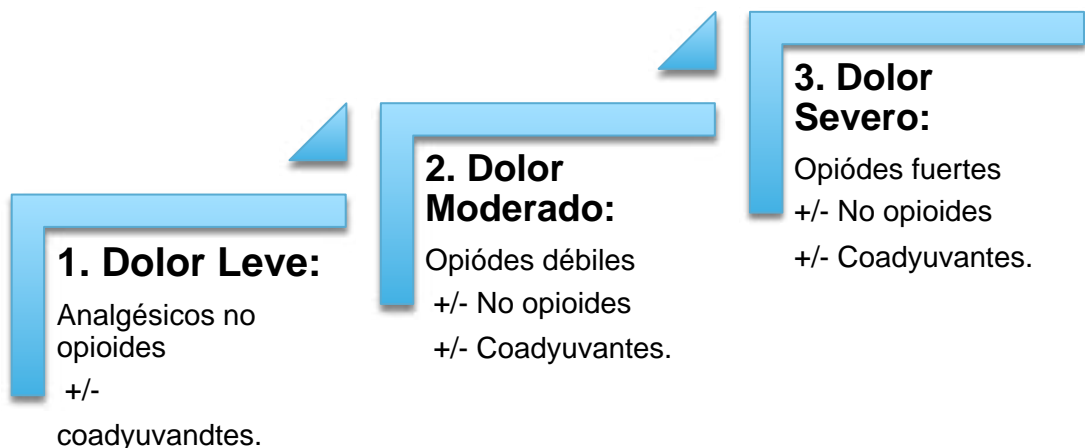 1. Dolor Leve:
Analgésicos no
opioides
+/-
coadyuvandtes.
2. Dolor
Moderado:
Opiódes débiles
+/- No opioides
+/- Coadyuvantes.
3. Dolor
Severo:
Opiódes fuertes
+/- No opioides
+/- Coadyuvantes.